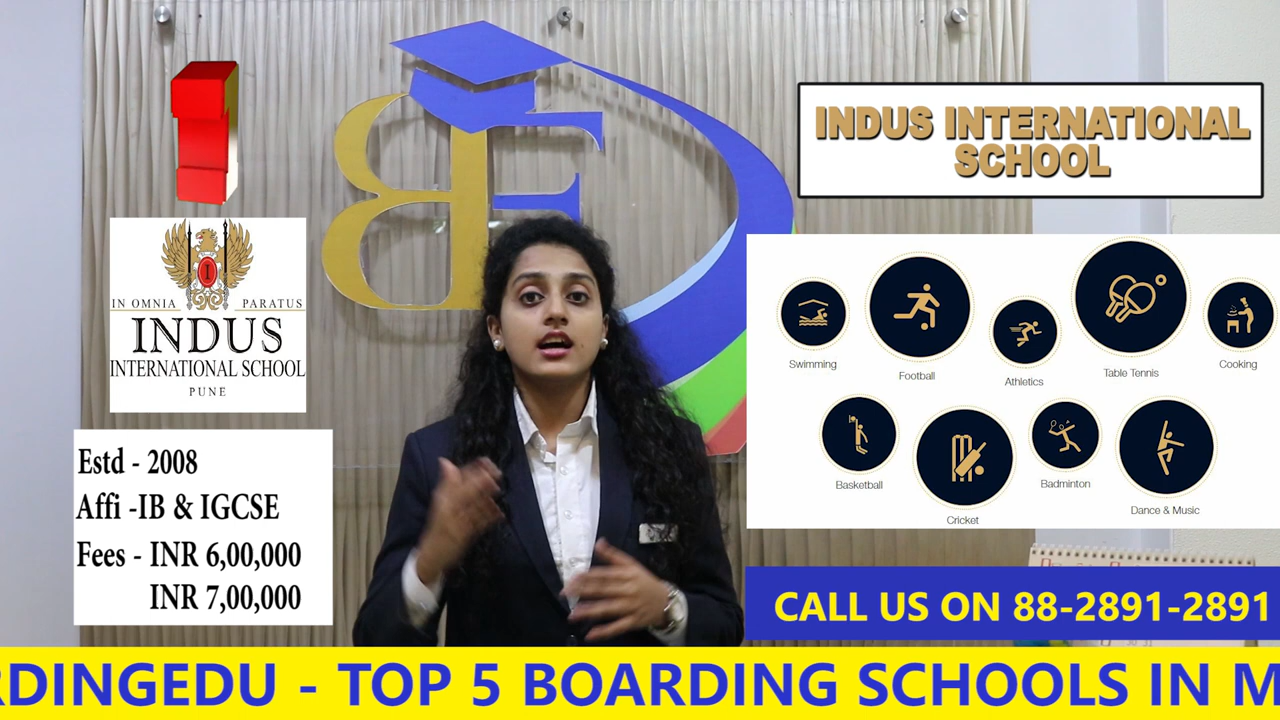 1
BE
INDUS INTERNATIONAL
SCHOOL
IN OMNIA PARATUS
INDUS
INTERNATIONAL SCHOOL
PUNE
Estd - 2008
Affi -IB & IGCSE
Fees - INR 6,00,000
INR 7,00,000
Swimming
Football
Athletics
Table Tennis
Cooking
Basketball
Cricket
Badminton
Dance & Music
CALL US ON 88-2891-2891
RDINGEDU - TOP 5 BOARDING SCHOOLS IN M